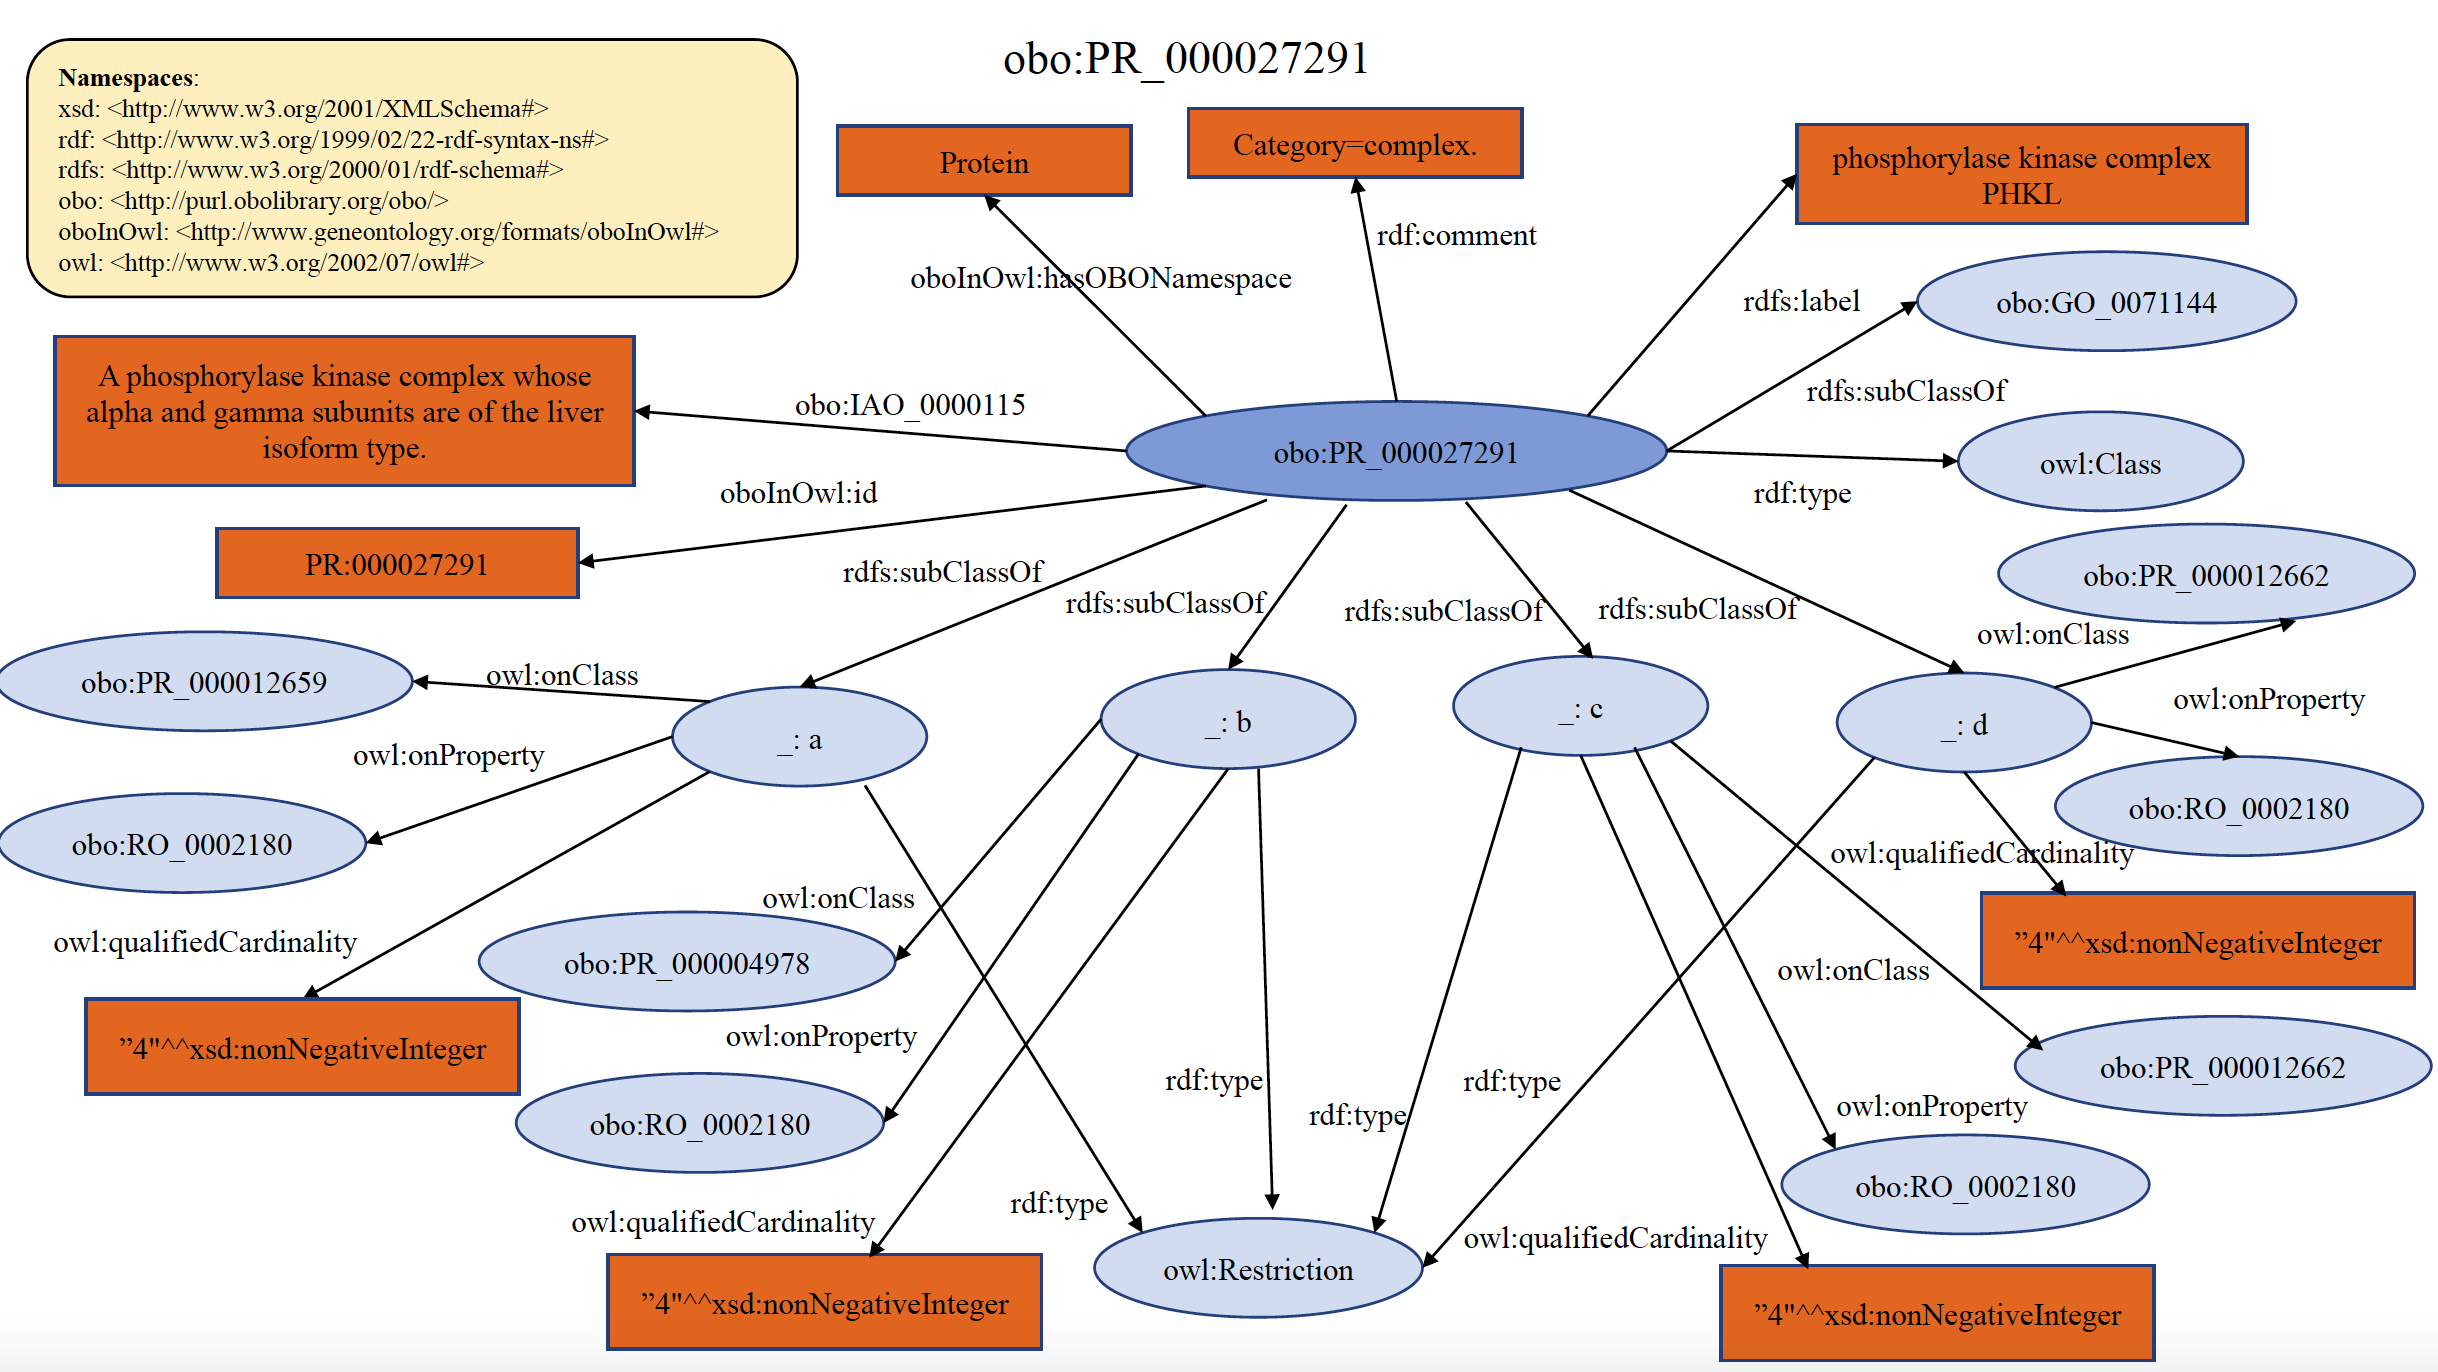 obo:PR_000027291
Namespaces:
xsd: <http://www.w3.org/2001/XMLSchema#>
rdf: <http://www.w3.org/1999/02/22-rdf-syntax-ns#>
rdfs: <http://www.w3.org/2000/01/rdf-schema#>
obo: <http://purl.obolibrary.org/obo/>
oboInOwl: <http://www.geneontology.org/formats/oboInOwl#>
owl: <http://www.w3.org/2002/07/owl#>
Protein
Category=complex.
phosphorylase kinase complex
PHKL
rdf:comment
oboInOwl:hasOBONamespace
rdfs:label
obo:GO_0071144
A phosphorylase kinase complex whose
alpha and gamma subunits are of the liver
isoform type.
obo:IAO_0000115
rdfs:subClassOf
obo:PR_000027291
owl:Class
oboInOwl:id
rdf:type
PR:000027291
rdfs:subClassOf
rdfs:subClassOf
rdfs:subClassOf
rdfs:subClassOf
obo:PR_000012662
owl:onClass
obo:PR_000012659
owl:onClass
owl:onProperty
_: a
_: b
_: c
_: d
owl:onProperty
obo:RO_0002180
obo:RO_0002180
owl:qualifiedCardinality
owl:onClass
owl:qualifiedCardinality
obo:PR_000004978
owl:onClass
”4"^^xsd:nonNegativeInteger
”4"^^xsd:nonNegativeInteger
owl:onProperty
obo:PR_000012662
rdf:type
rdf:type
rdf:type
owl:onProperty
obo:RO_0002180
obo:RO_0002180
rdf:type
owl:qualifiedCardinality
owl:qualifiedCardinality
owl:Restriction
”4"^^xsd:nonNegativeInteger
”4"^^xsd:nonNegativeInteger